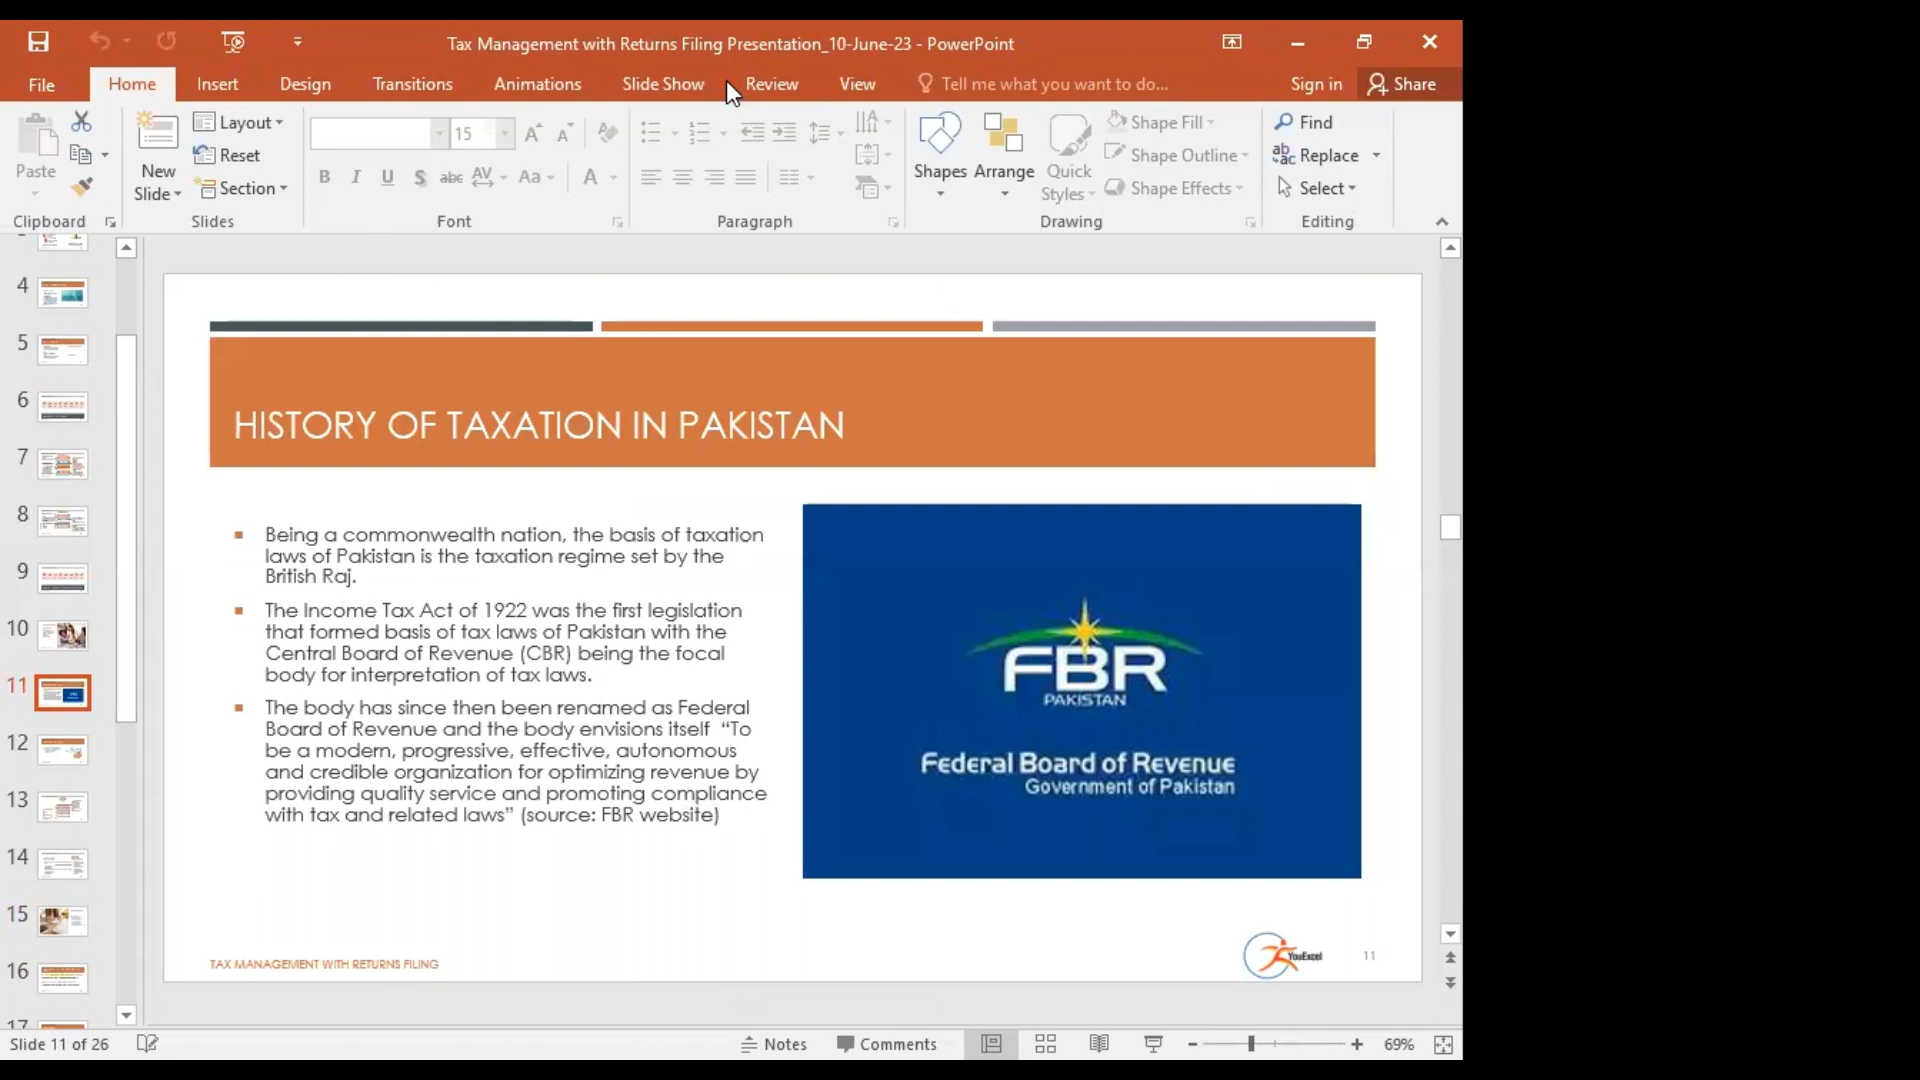 Tax Management with Returns Filing Presentation_10-June-23 - PowerPoint
File Home Insert Design Transitions Animations Slide Show Review View Tell me what you want to do... Sign in Share
Paste
New
Slide
Layout
Reset
Section
15
B I U S abc AV Aa A
Shapes Arrange Quick
Styles
Shape Fill
Shape Outline
Shape Effects
Find
Replace
Select
Clipboard Slides Font Paragraph Drawing Editing
4
5
6
7
8
9
10
11
12
13
14
15
16
17
HISTORY OF TAXATION IN PAKISTAN
Being a commonwealth nation, the basis of taxation
laws of Pakistan is the taxation regime set by the
British Raj.
The Income Tax Act of 1922 was the first legislation
that formed basis of tax laws of Pakistan with the
Central Board of Revenue (CBR) being the focal
body for interpretation of tax laws.
The body has since then been renamed as Federal
Board of Revenue and the body envisions itself “To
be a modern, progressive, effective, autonomous
and credible organization for optimizing revenue by
providing quality service and promoting compliance
with tax and related laws” (source: FBR website)
FBR
PAKISTAN
Federal Board of Revenue
Government of Pakistan
TAX MANAGEMENT WITH RETURNS FILING
YouExcel
11
Slide 11 of 26
Notes Comments 69%